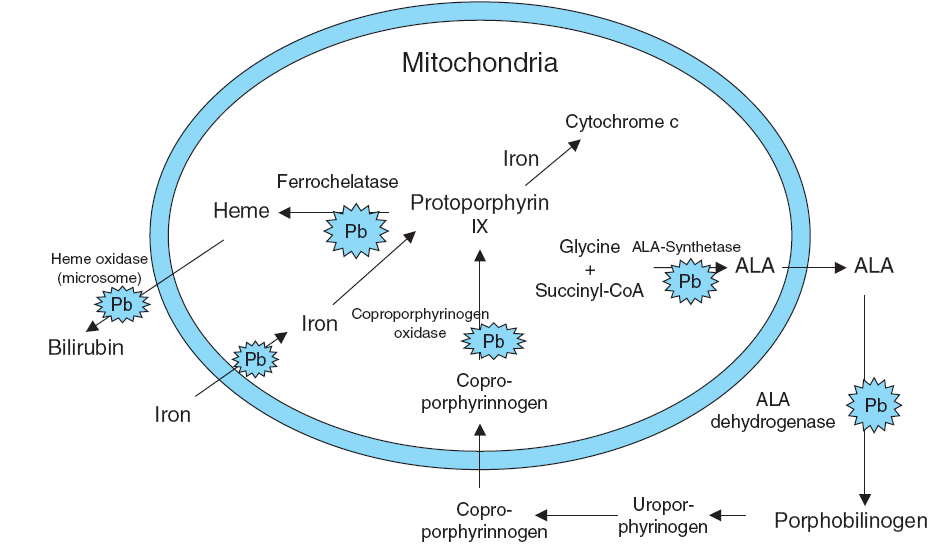 Mitochondria
Cytochrome c
Iron
Ferrochelatase
Heme
Pb
Protoporphyrin
IX
Glycine
+
Succinyl-CoA
ALA-Synthetase
Pb
ALA
ALA
Heme oxidase
(microsome)
Pb
Bilirubin
Iron
Pb
Iron
Coproporphyrinogen
oxidase
Pb
Copro-
porphyrinnogen
ALA
dehydrogenase
Pb
Copro-
porphyrinnogen
Uropor-
phyrinogen
Porphobilinogen